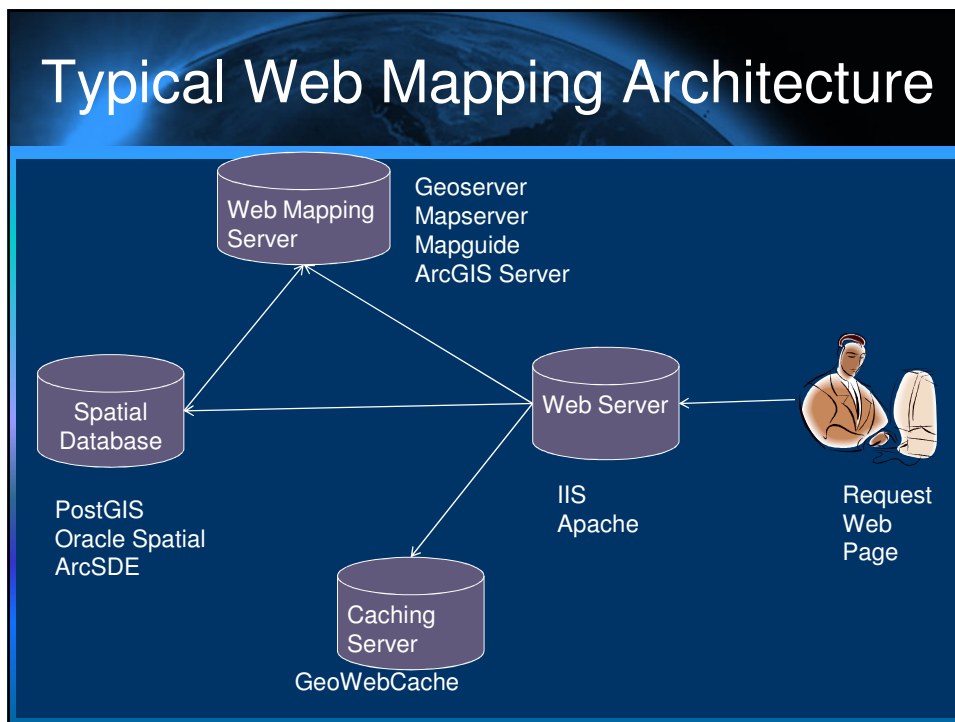 Typical Web Mapping Architecture
Web Mapping
Server
Geoserver
Mapserver
Mapguide
ArcGIS Server
Spatial
Database
PostGIS
Oracle Spatial
ArcSDE
Web Server
IIS
Apache
Request
Web
Page
Caching
Server
GeoWebCache